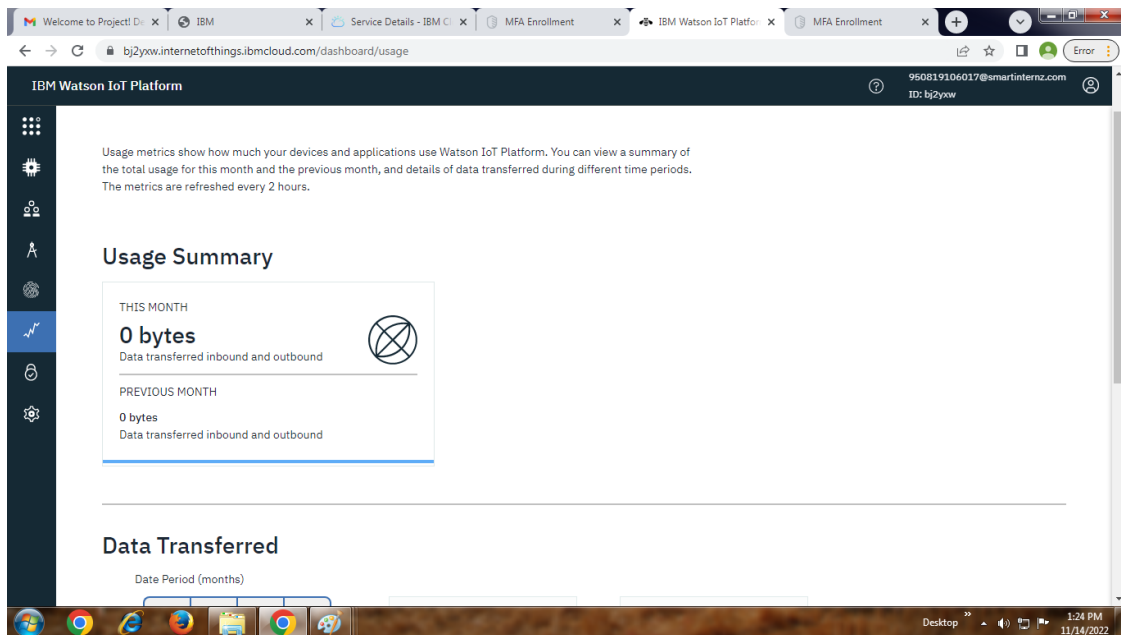 Welcome to Project! De
IBM
Service Details - IBM Cl
MFA Enrollment
IBM Watson IoT Platfor
MFA Enrollment
bj2yxw.internetofthings.ibmcloud.com/dashboard/usage
Error
IBM Watson IoT Platform
950819106017@smartinternz.com
ID: bj2yxw
Usage metrics show how much your devices and applications use Watson IoT Platform. You can view a summary of
the total usage for this month and the previous month, and details of data transferred during different time periods.
The metrics are refreshed every 2 hours.
Usage Summary
THIS MONTH
0 bytes
Data transferred inbound and outbound
PREVIOUS MONTH
0 bytes
Data transferred inbound and outbound
Data Transferred
Date Period (months)
Desktop
1:24 PM
11/14/2022